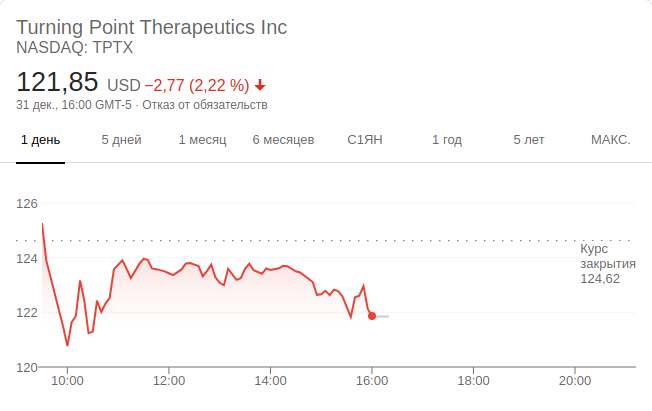 Turning Point Therapeutics Inc
NASDAQ: TPTX
121,85 USD −2,77 (2,22 %)
31 дек., 16:00 GMT-5 · Отказ от обязательств
1 день 5 дней 1 месяц 6 месяцев С1ЯН 1 год 5 лет МАКС.
126
124
122
120
Курс
закрытия
124,62
10:00 12:00 14:00 16:00 18:00 20:00